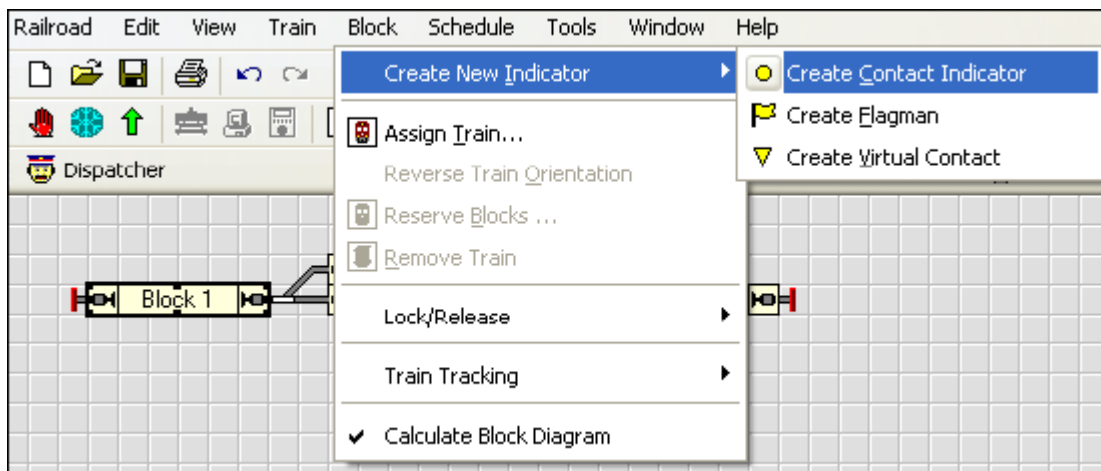 Railroad Edit View Train Block Schedule Tools Window Help
Create New Indicator
Create Contact Indicator
Create Flagman
Create Virtual Contact
Assign Train...
Reverse Train Orientation
Reserve Blocks ...
Remove Train
Lock/Release
Train Tracking
Calculate Block Diagram
Dispatcher
Block 1